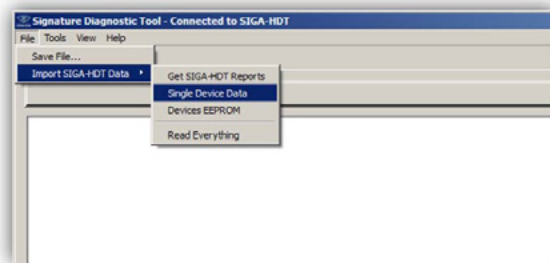 Signature Diagnostic Tool - Connected to SIGA-HDT
File Tools View Help
Save File...
Import SIGA-HDT Data
Get SIGA-HDT Reports
Single Device Data
Devices EEPROM
Read Everything